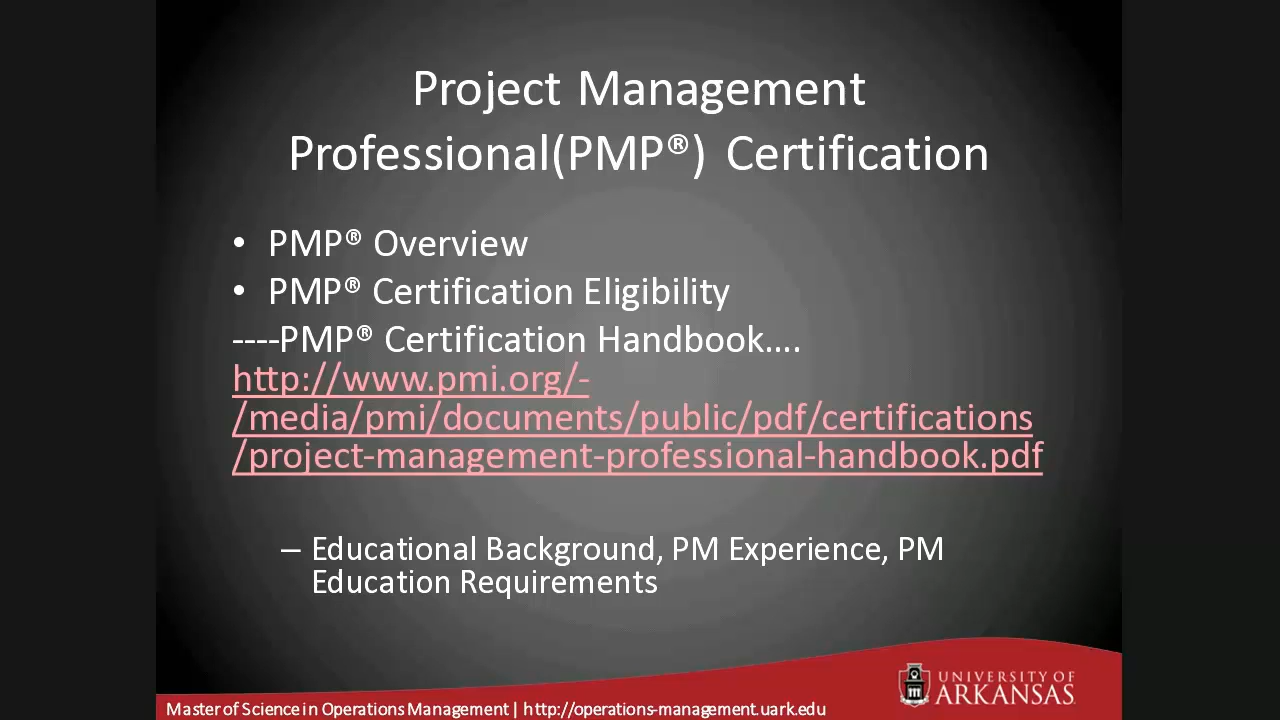 Project Management
Professional(PMP®) Certification
• PMP® Overview
• PMP® Certification Eligibility
----PMP® Certification Handbook....
http://www.pmi.org/-
/media/pmi/documents/public/pdf/certifications
/project-management-professional-handbook.pdf
– Educational Background, PM Experience, PM
Education Requirements
UNIVERSITY OF
ARKANSAS
Master of Science in Operations Management | http://operations-management.uark.edu